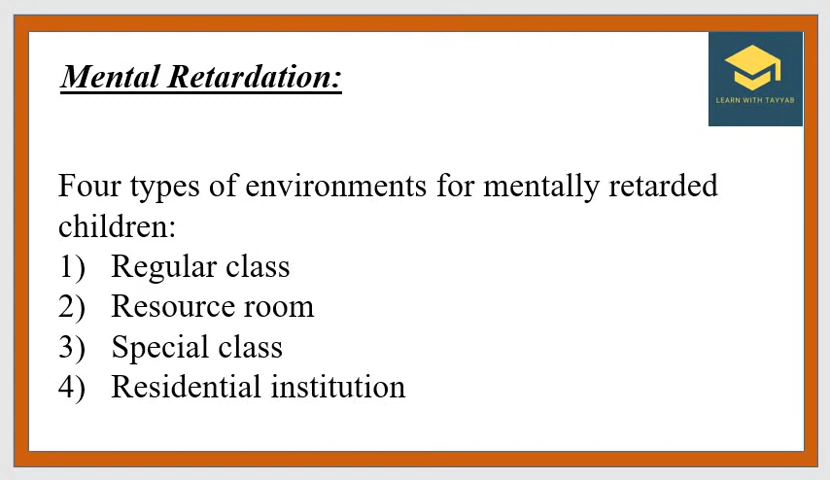 Mental Retardation:
LEARN WITH TAYYAB
Four types of environments for mentally retarded
children:
1) Regular class
2) Resource room
3) Special class
4) Residential institution